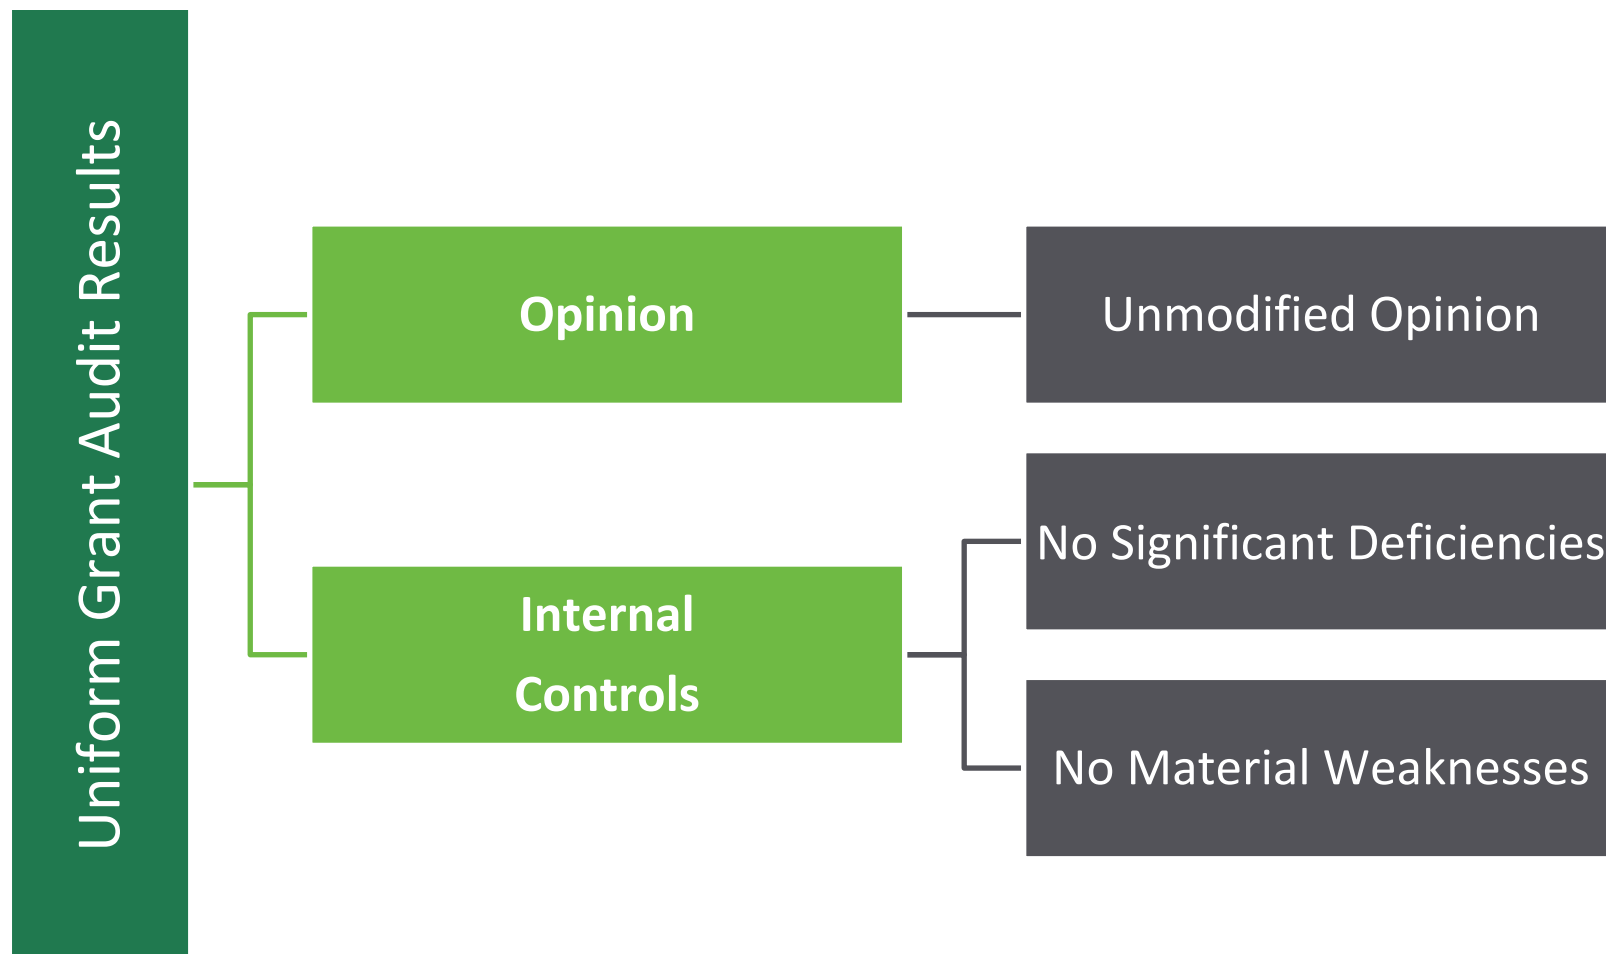 Uniform Grant Audit Results
Opinion
Unmodified Opinion
Internal
Controls
No Significant Deficiencies
No Material Weaknesses